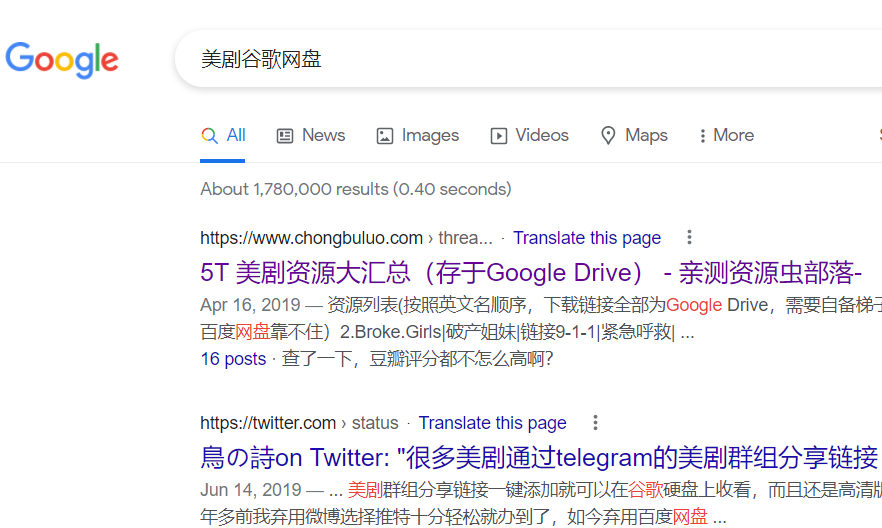 Google
美剧谷歌网盘
All News Images Videos Maps More
About 1,780,000 results (0.40 seconds)
https://www.chongbuluo.com › threa... · Translate this page
5T 美剧资源大汇总（存于Google Drive） - 亲测资源虫部落-
Apr 16, 2019 — 资源列表(按照英文名顺序，下载链接全部为Google Drive，需要自备梯子
百度网盘靠不住）2.Broke.Girls|破产姐妹|链接9-1-1|紧急呼救| ...
16 posts · 查了一下，豆瓣评分都不怎么高啊？
https://twitter.com › status · Translate this page
鳥の詩on Twitter: "很多美剧通过telegram的美剧群组分享链接
Jun 14, 2019 — ... 美剧群组分享链接一键添加就可以在谷歌硬盘上收看，而且还是高清版
年多前我弃用微博选择推特十分轻松就办到了，如今弃用百度网盘 ...